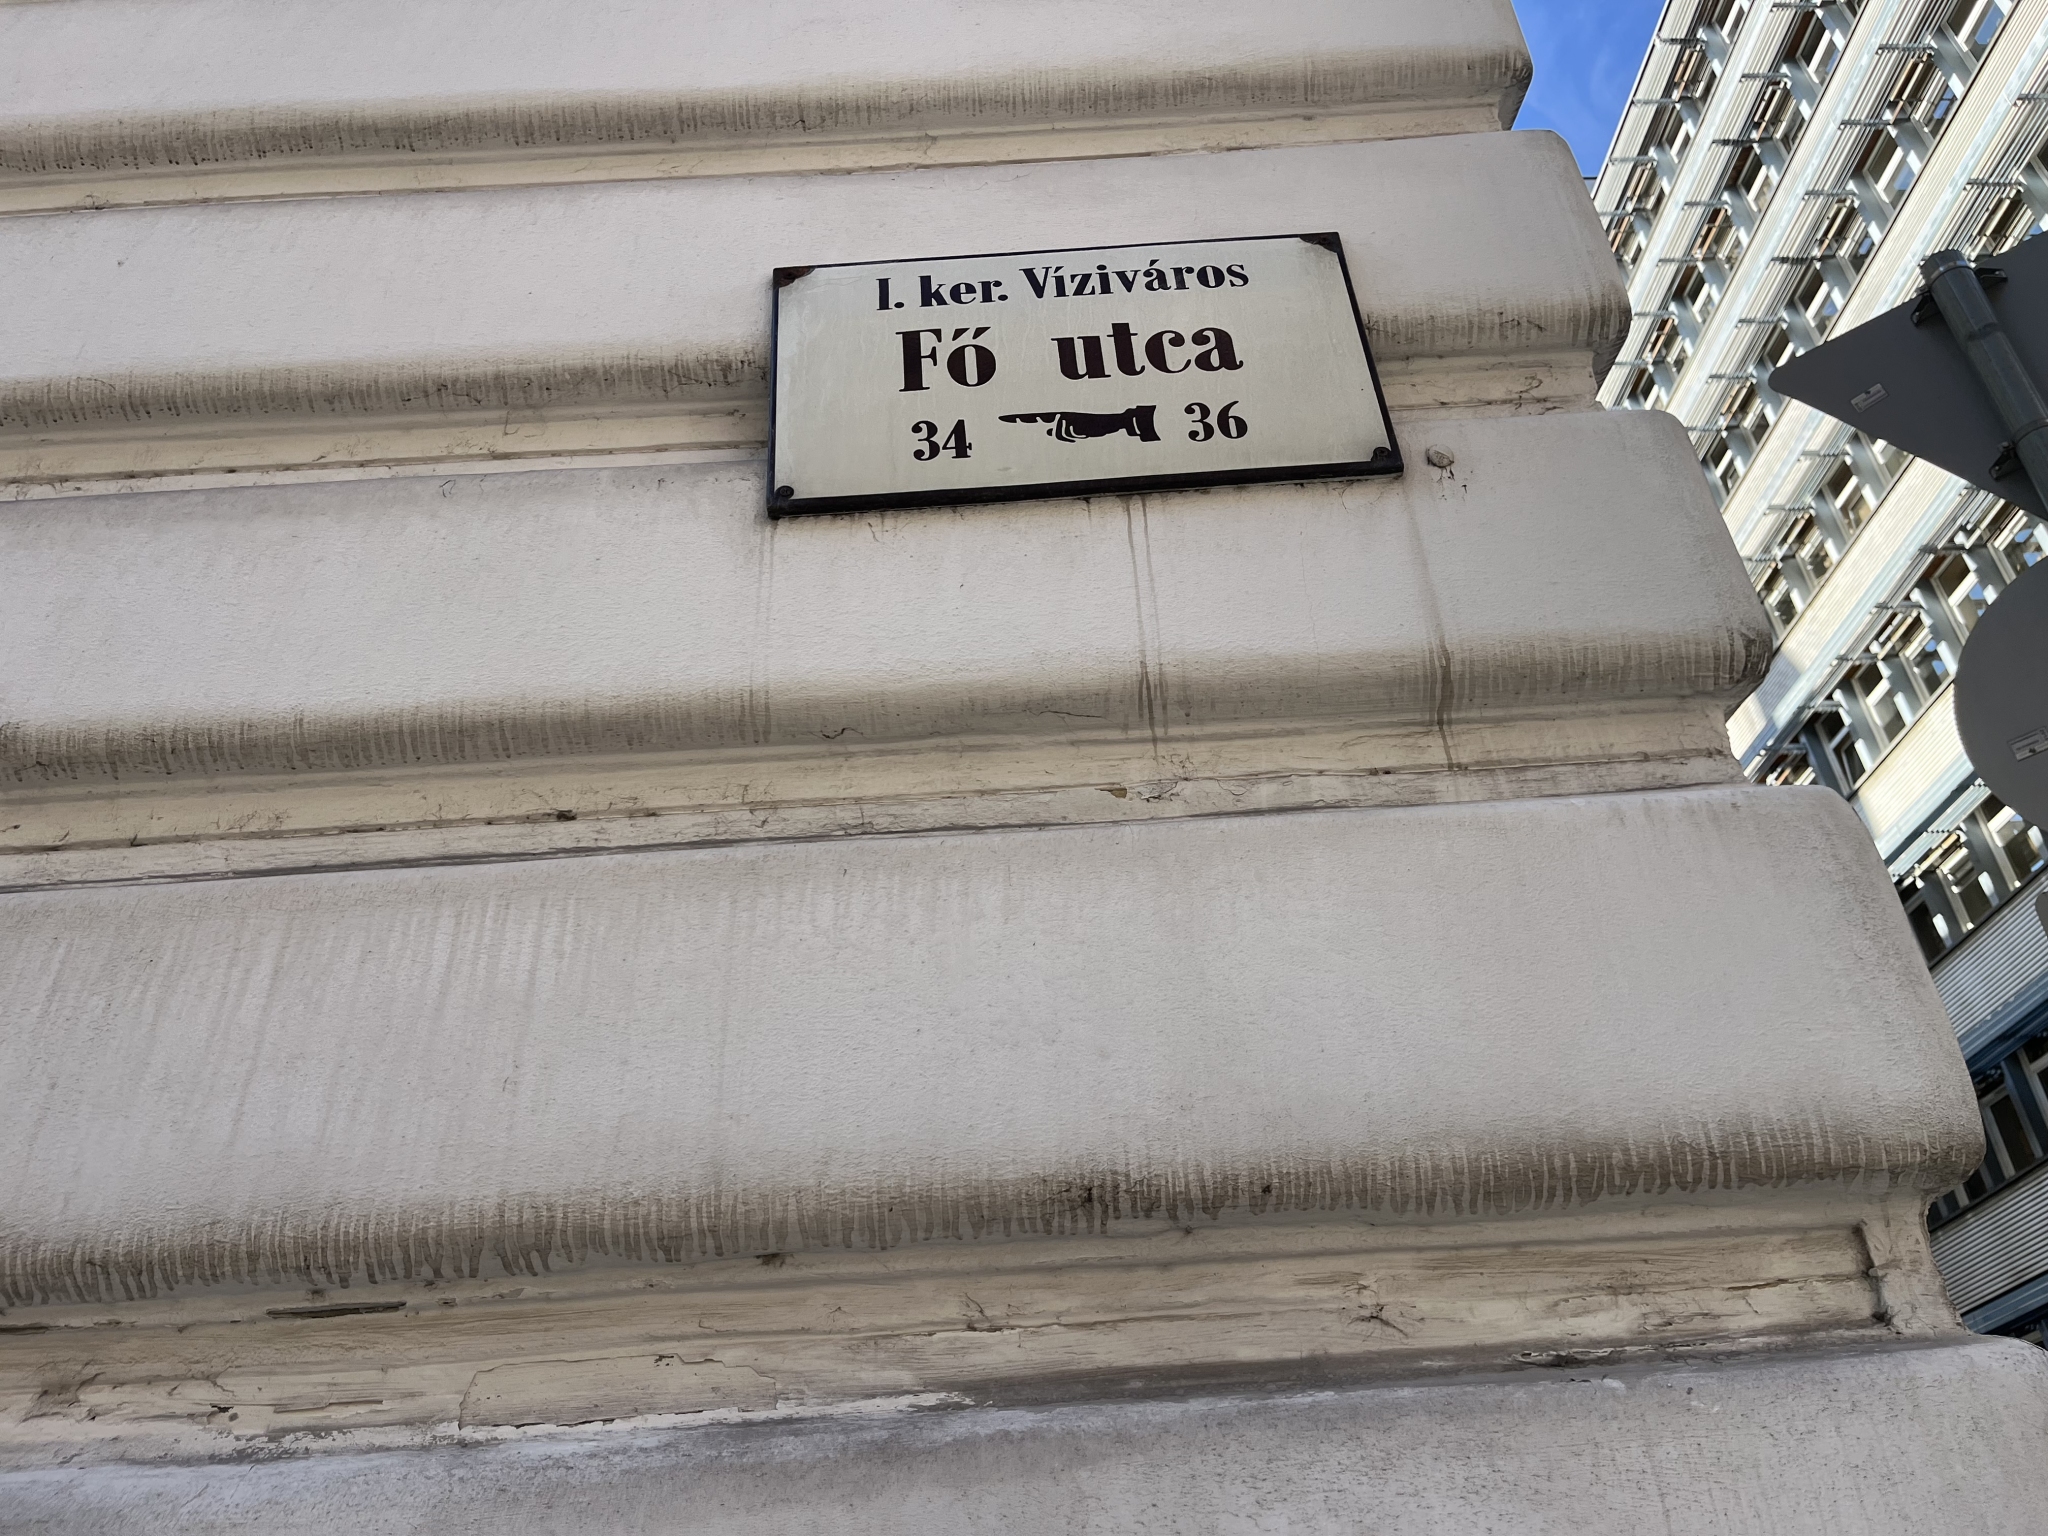 I. ker. Víziváros
Fő utca
34 36